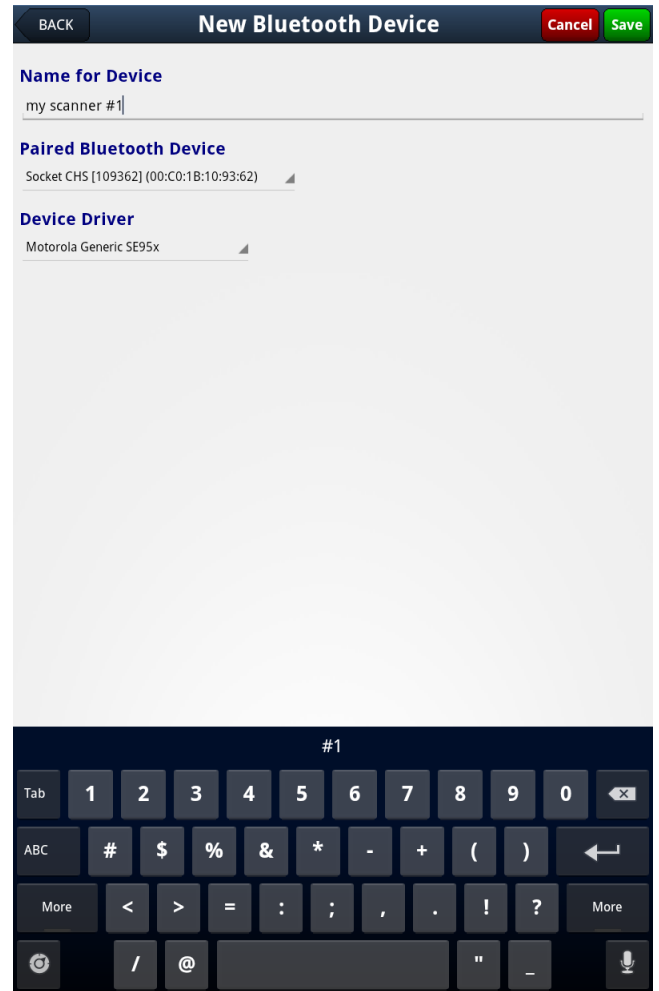 BACK New Bluetooth Device Cancel Save
Name for Device
my scanner #1
Paired Bluetooth Device
Socket CHS [109362] (00:C0:1B:10:93:62)
Device Driver
Motorola Generic SE95x
#1
Tab 1 2 3 4 5 6 7 8 9 0
ABC # $ % & * - + ( )
More < > = : ; , . ! ? More
/ @ " _